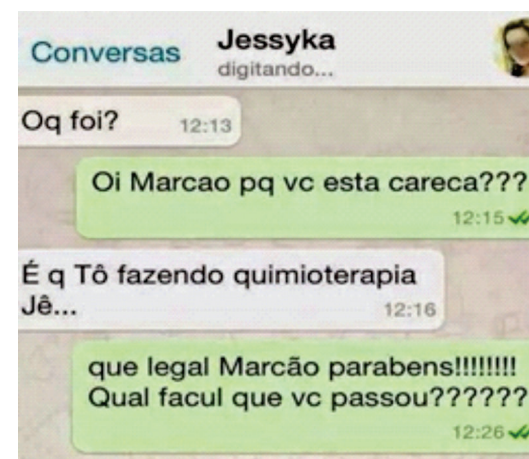 Conversas
Jessyka
digitando...
Oq foi?
12:13
Oi Marcao pq vc esta careca???
12:15
É q Tô fazendo quimioterapia
Jê...
12:16
que legal Marcão parabens!!!!!!!!
Qual facul que vc passou??????
12:26